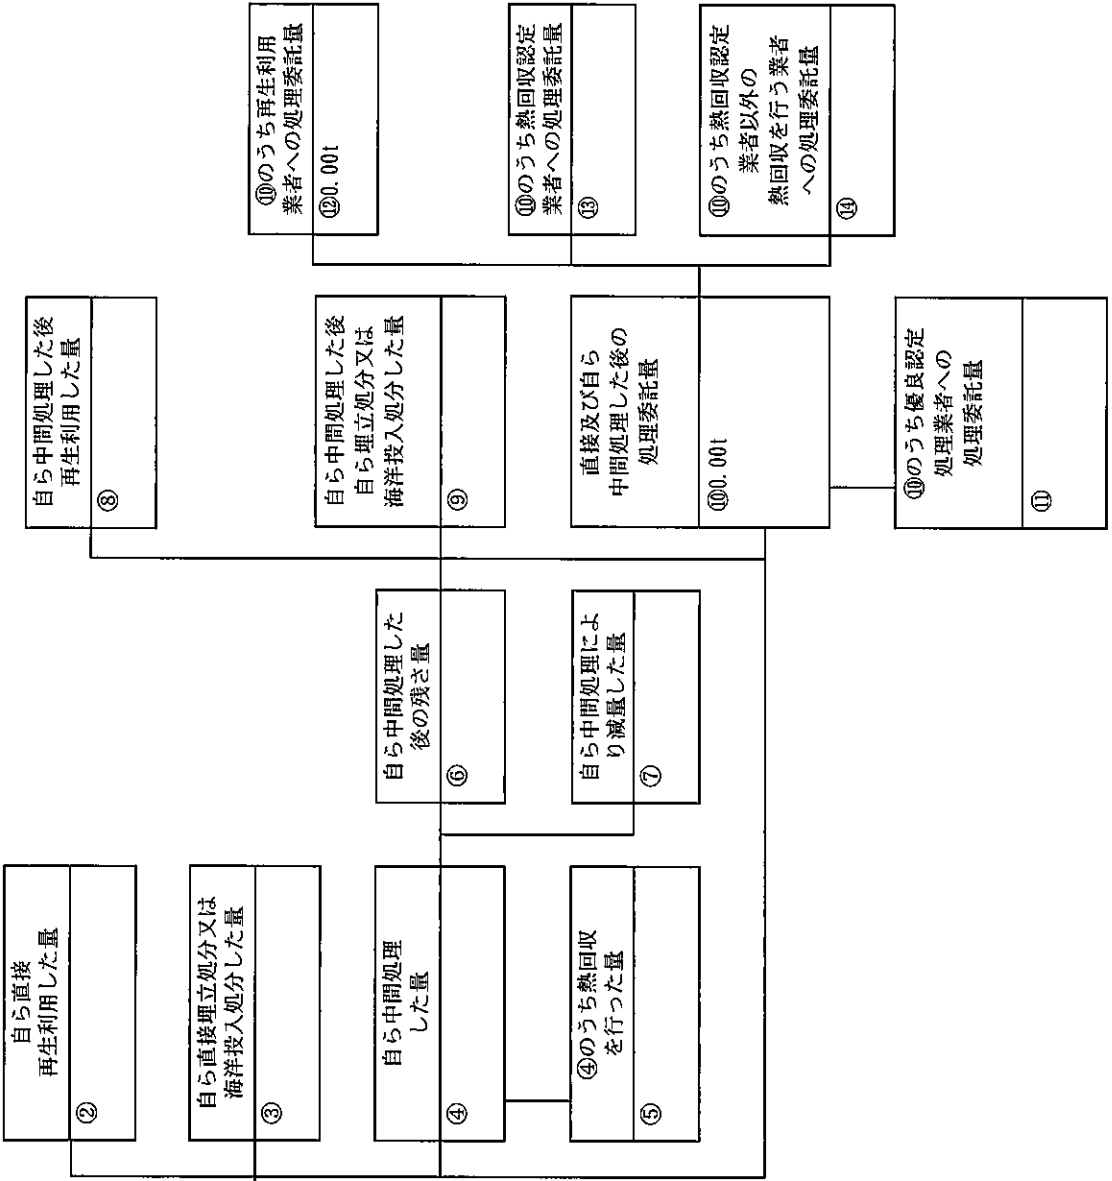 自ら直接
再生利用した量
②
自ら直接埋立処分又は
海洋投入処分した量
③
自ら中間処理
した量
④
④のうち熱回収
を行った量
⑤
自ら中間処理した
後の残さ量
⑥
自ら中間処理によ
り減量した量
⑦
自ら中間処理した後
再生利用した量
⑧
自ら中間処理した後
自ら埋立処分又は
海洋投入処分した量
⑨
直接及び自ら
中間処理した後の
処理委託量
⑩0.00t
⑩のうち優良認定
処理業者への
処理委託量
⑪
⑩のうち再生利用
業者への処理委託量
⑫0.00t
⑩のうち熱回収認定
業者への処理委託量
⑬
⑩のうち熱回収認定
業者以外の
熱回収を行う業者
への処理委託量
⑭